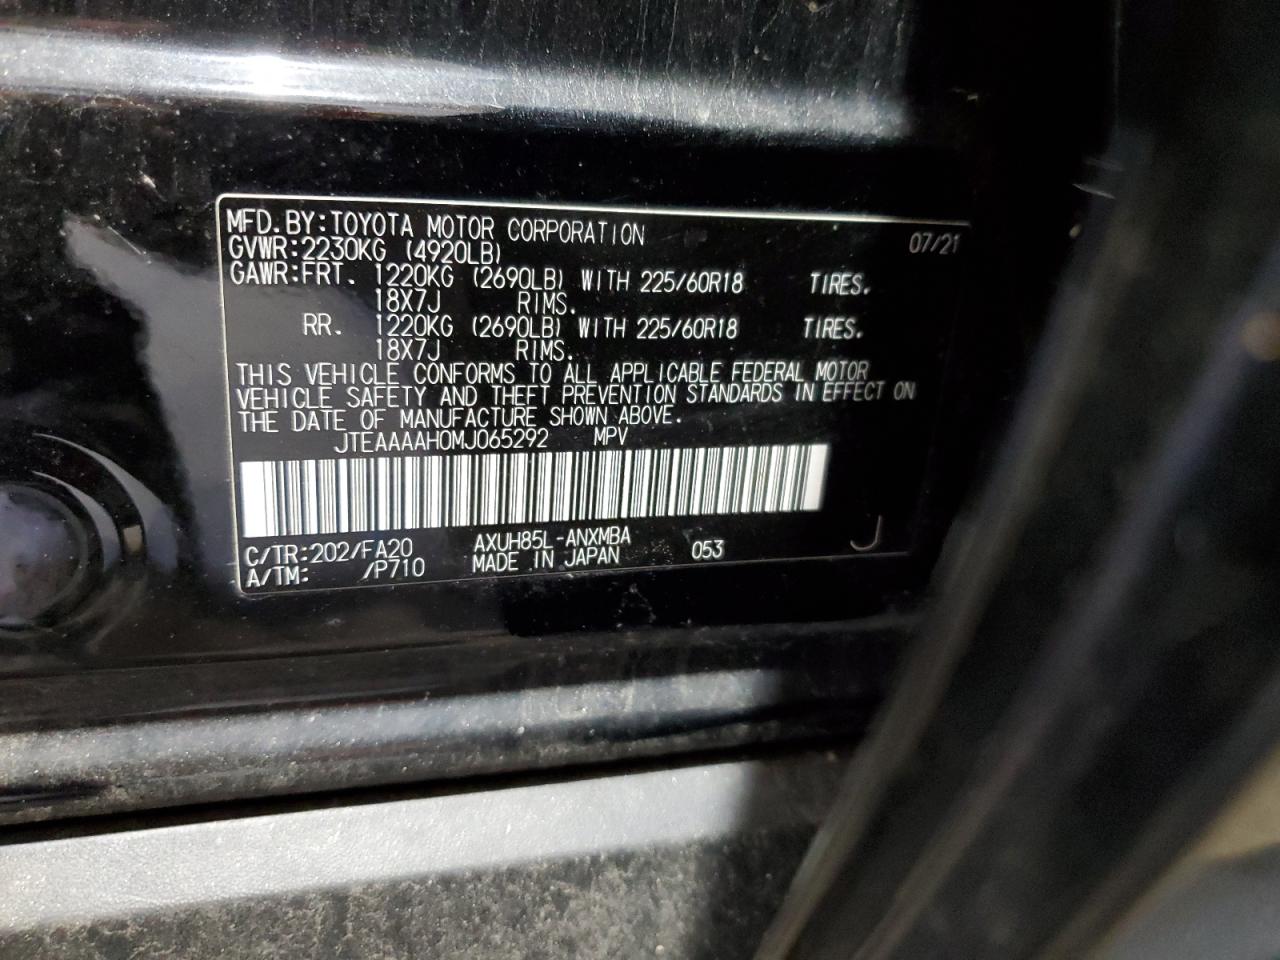 MFD.BY:TOYOTA MOTOR CORPORATION 07/21
GVWR:2230KG (4920LB)
GAWR:FRT. 1220KG (2690LB) WITH 225/60R18 TIRES.
18X7J RIMS.
RR. 1220KG (2690LB) WITH 225/60R18 TIRES.
18X7J RIMS.
THIS VEHICLE CONFORMS TO ALL APPLICABLE FEDERAL MOTOR
VEHICLE SAFETY AND THEFT PREVENTION STANDARDS IN EFFECT ON
THE DATE OF MANUFACTURE SHOWN ABOVE.
JTEAAAAH0MJ065292 MPV
C/TR:202/FA20 AXUH85L-ANXMBA 053 J
A/TM: /P710 MADE IN JAPAN